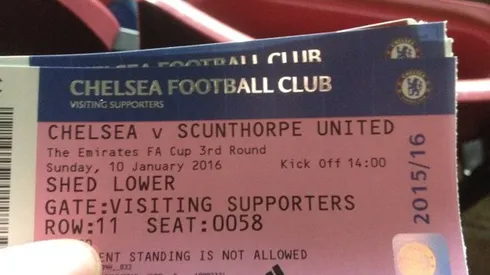 CHELSEA FOOTBALL CLUB
CHELSEA FOOTBALL CLUB
VISITING SUPPORTERS
CHELSEA v SCUNTHORPE UNITED
The Emirates FA Cup 3rd Round
Sunday, 10 January 2016 Kick Off 14:00
SHED LOWER
GATE:VISITING SUPPORTERS
ROW:11 SEAT:0058
ENT STANDING IS NOT ALLOWED
2015/16